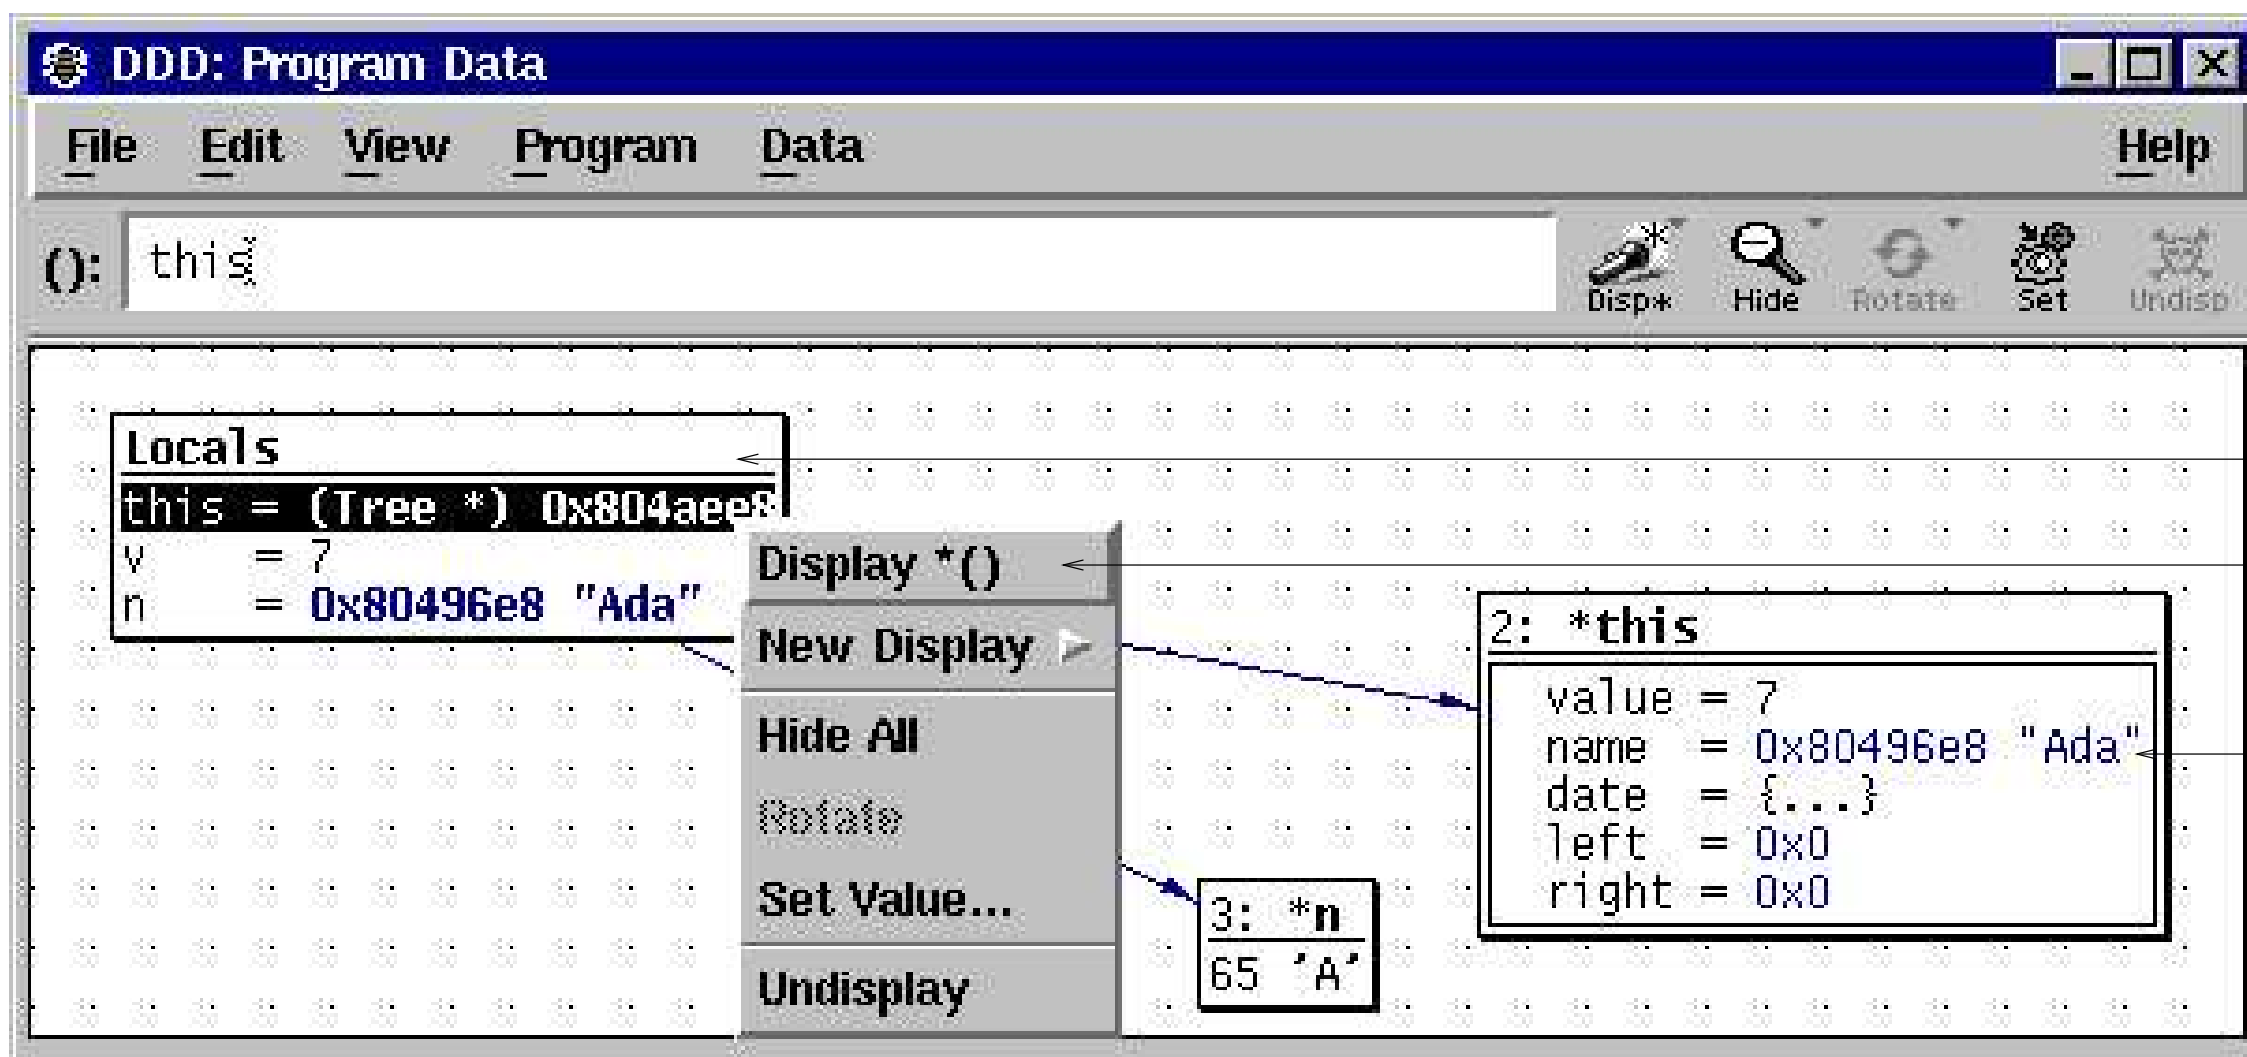 DDD: Program Data
File Edit View Program Data Help
(): this
Disp* Hide Rotate Set Undisp
Locals
this = (Tree *) 0x804aee8
v = 7
n = 0x80496e8 "Ada"
Display *()
New Display
Hide All
Rotate
Set Value...
Undisplay
2: *this
value = 7
name = 0x80496e8 "Ada"
date = {...}
left = 0x0
right = 0x0
3: *n
65 'A'